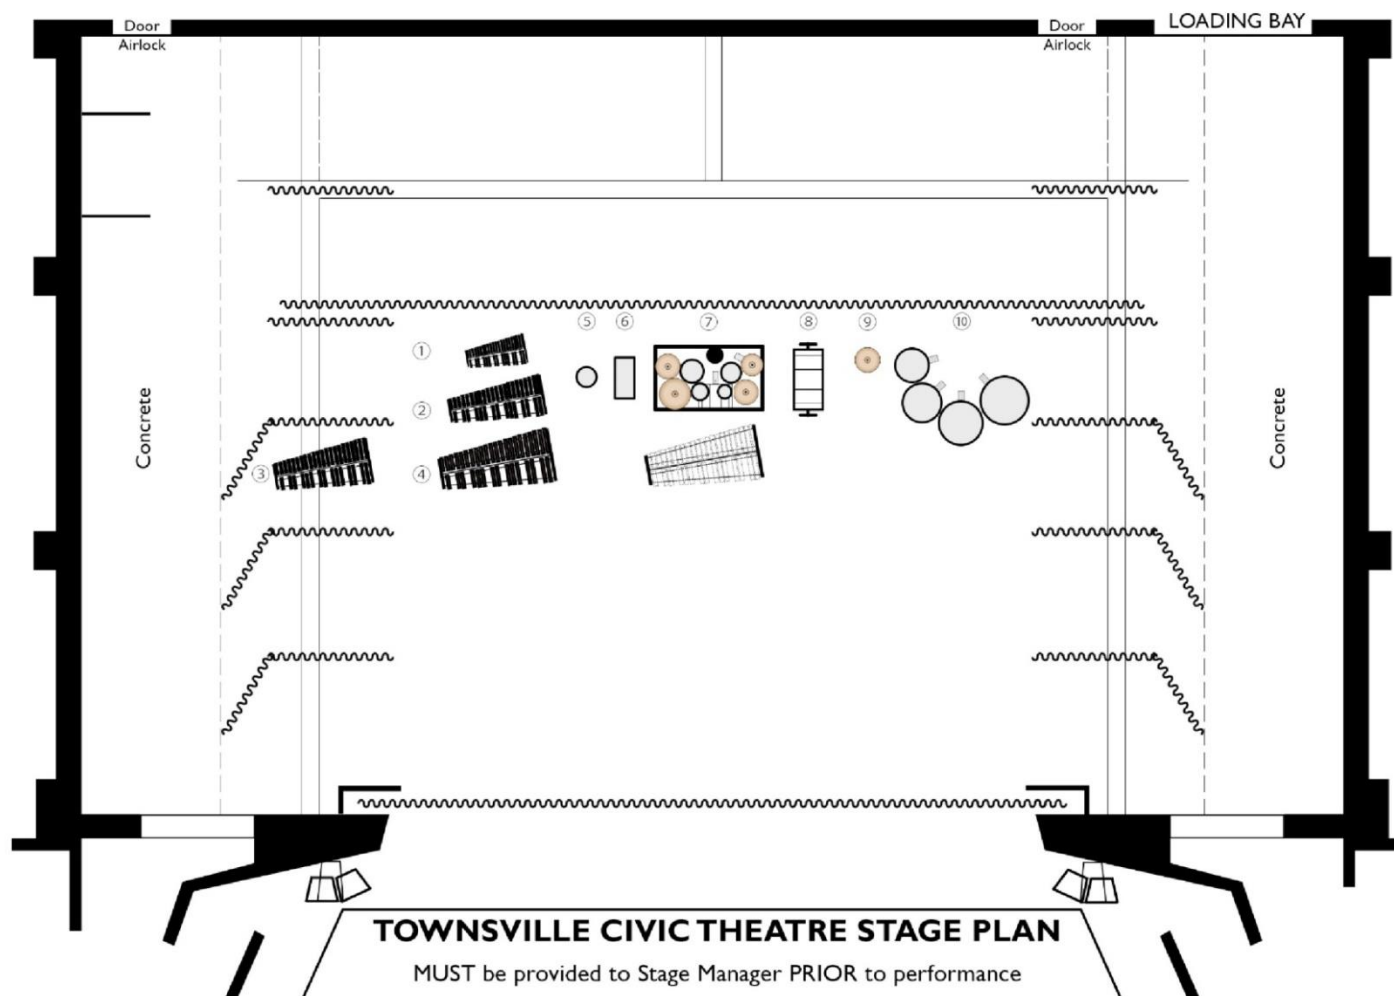 Door
Airlock
Door
Airlock
LOADING BAY
5
6
7
8
9
10
1
2
3
4
Concrete
Concrete
TOWNSVILLE CIVIC THEATRE STAGE PLAN
MUST be provided to Stage Manager PRIOR to performance